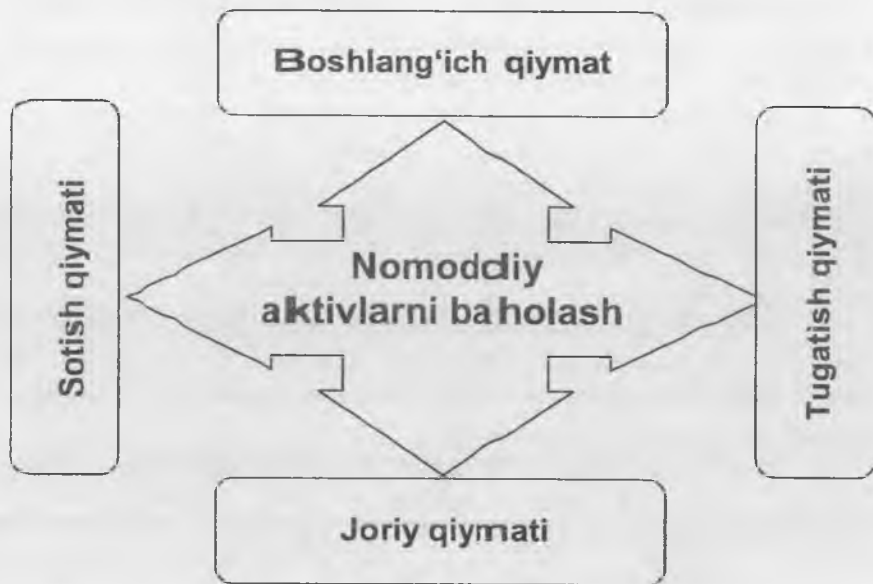 Boshlang‘ich qiymat
Sotish qiymati
Nomoddiy
aktivlarni baholash
Tugatish qiymati
Joriy qiymati